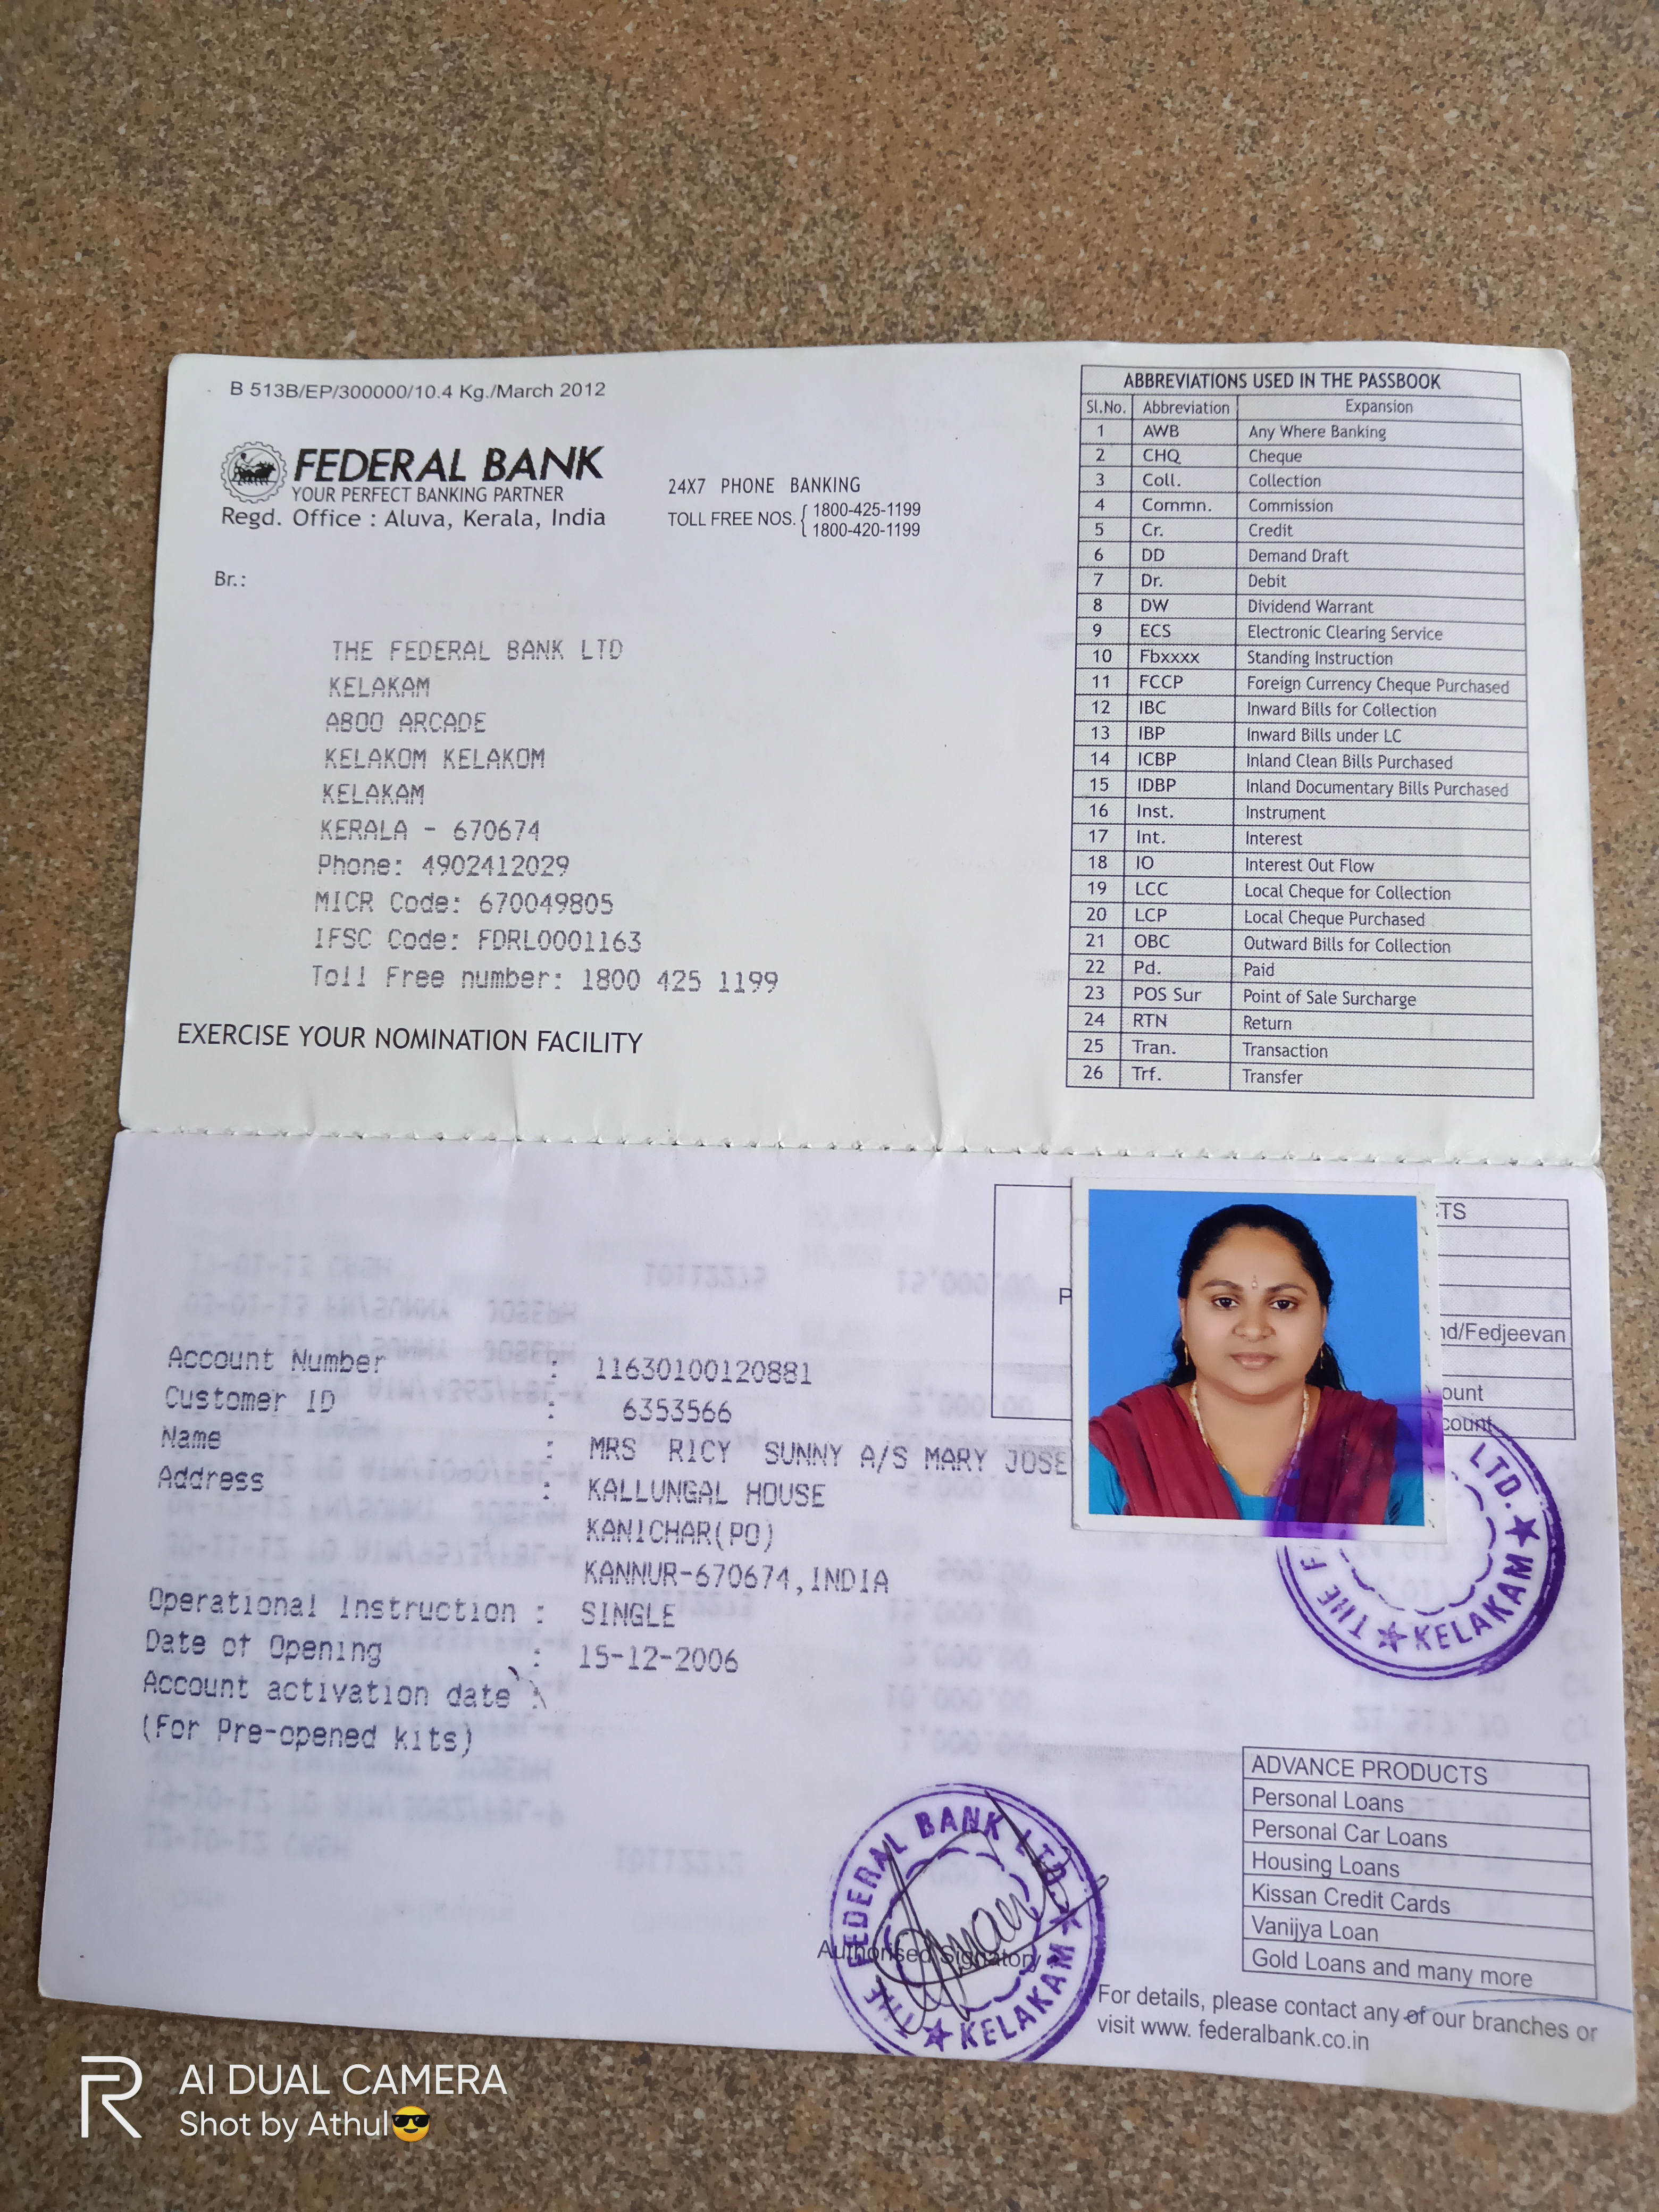 B 513B/EP/300000/10.4 Kg./March 2012
FEDERAL BANK
YOUR PERFECT BANKING PARTNER
Regd. Office : Aluva, Kerala, India
24X7 PHONE BANKING
TOLL FREE NOS. { 1800-425-1199
1800-420-1199
Br.:
THE FEDERAL BANK LTD
KELAKAM
ABOO ARCADE
KELAKOM KELAKOM
KELAKAM
KERALA - 670674
Phone: 4902412029
MICR Code: 670049805
IFSC Code: FDRL0001163
Toll Free number: 1800 425 1199
EXERCISE YOUR NOMINATION FACILITY
ABBREVIATIONS USED IN THE PASSBOOK
Sl.No. Abbreviation Expansion
1 AWB Any Where Banking
2 CHQ Cheque
3 Coll. Collection
4 Commn. Commission
5 Cr. Credit
6 DD Demand Draft
7 Dr. Debit
8 DW Dividend Warrant
9 ECS Electronic Clearing Service
10 Fbxxxx Standing Instruction
11 FCCP Foreign Currency Cheque Purchased
12 IBC Inward Bills for Collection
13 IBP Inward Bills under LC
14 ICBP Inland Clean Bills Purchased
15 IDBP Inland Documentary Bills Purchased
16 Inst. Instrument
17 Int. Interest
18 IO Interest Out Flow
19 LCC Local Cheque for Collection
20 LCP Local Cheque Purchased
21 OBC Outward Bills for Collection
22 Pd. Paid
23 POS Sur Point of Sale Surcharge
24 RTN Return
25 Tran. Transaction
26 Trf. Transfer
Account Number : 11630100120881
Customer ID : 6353566
Name : MRS RICY SUNNY A/S MARY JOSE
Address : KALLUNGAL HOUSE
KANICHAR(PO)
KANNUR-670674,INDIA
Operational Instruction : SINGLE
Date of Opening : 15-12-2006
Account activation date :
(For Pre-opened kits)
CTS
P
nd/Fedjeevan
ount
count
THE F LTD. ★ KELAKAM ★
THE FEDERAL BANK LTD. ★ KELAKAM ★
Authorised Signatory
ADVANCE PRODUCTS
Personal Loans
Personal Car Loans
Housing Loans
Kissan Credit Cards
Vanijya Loan
Gold Loans and many more
For details, please contact any of our branches or
visit www. federalbank.co.in
R
AI DUAL CAMERA
Shot by Athul😎